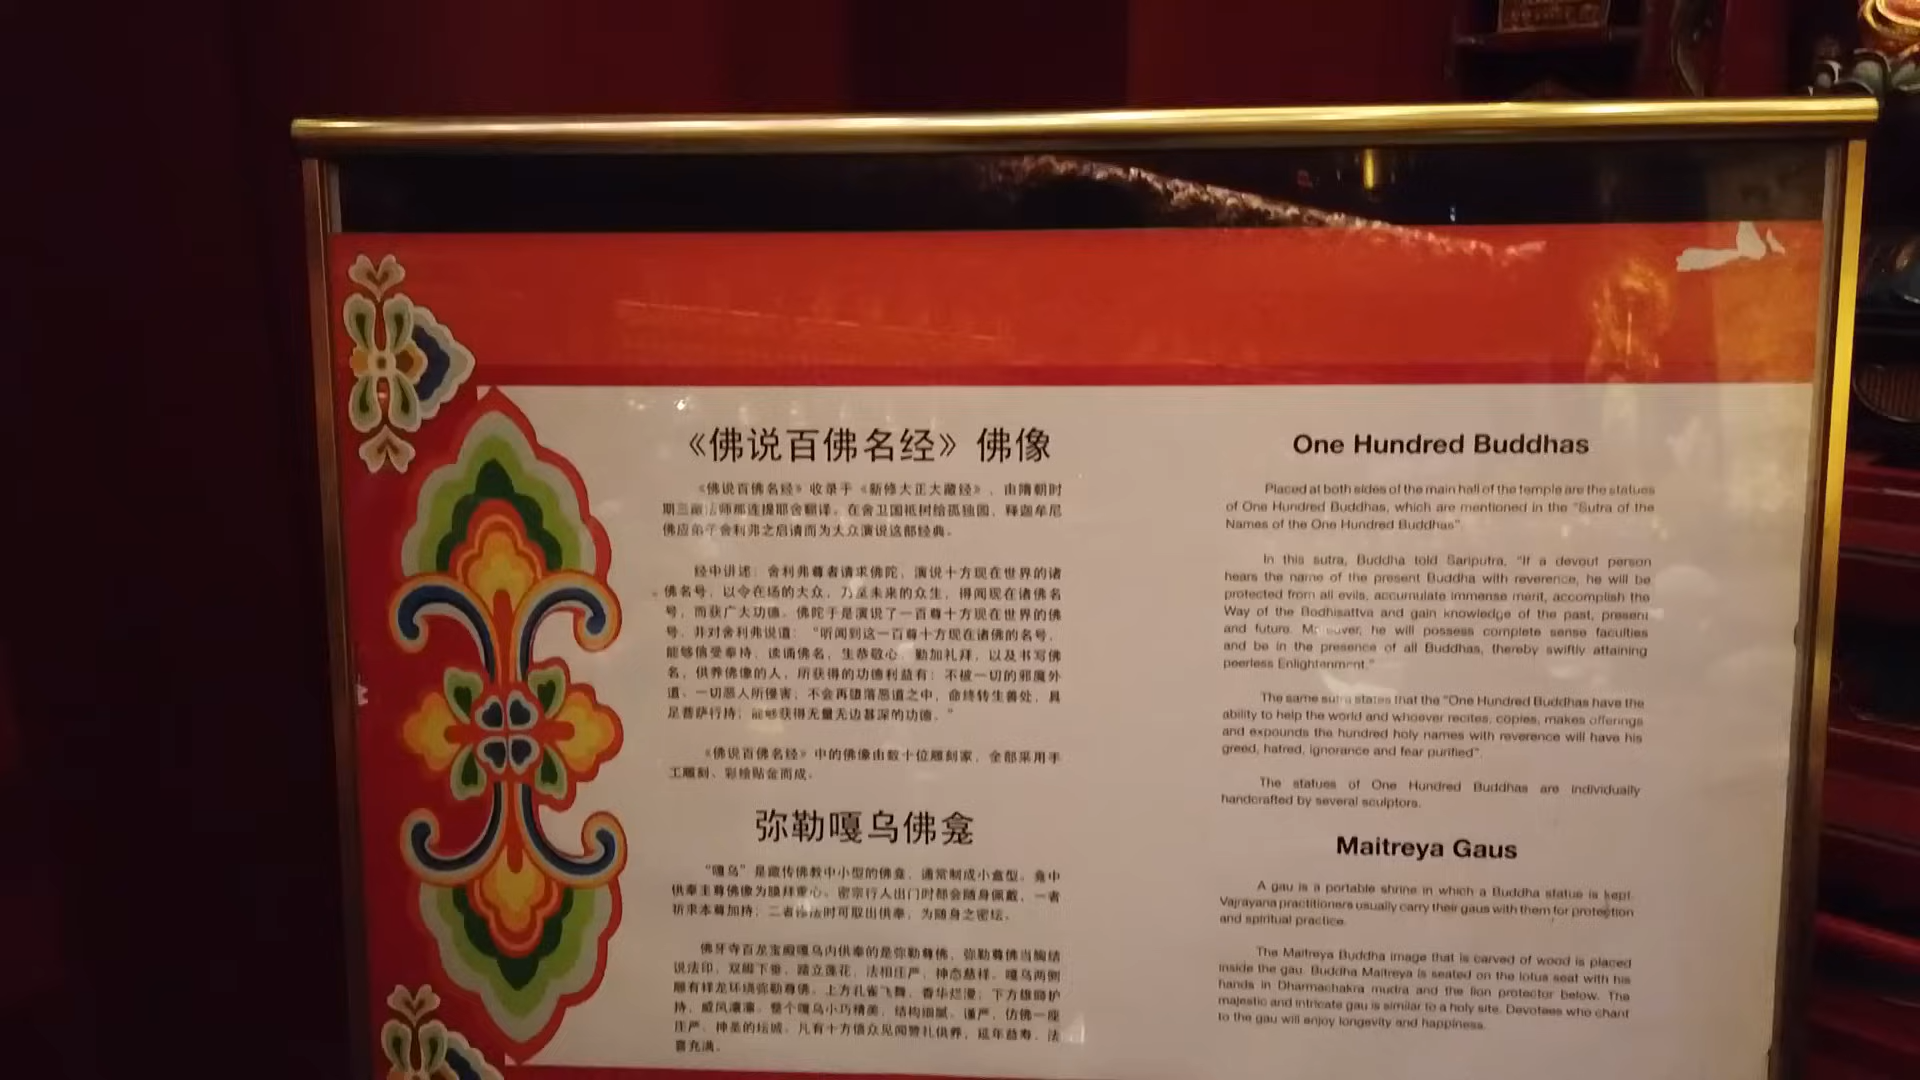 《佛说百佛名经》佛像
《佛说百佛名经》收录于《新修大正大藏经》，由隋朝时
期三藏法师那连提耶舍翻译。在舍卫国祇树给孤独园，释迦牟尼
佛应弟子舍利弗之启请而为大众演说这部经典。
经中讲述：舍利弗尊者请求佛陀，演说十方现在世界的诸
佛名号，以令在场的大众，乃至未来的众生，得闻现在诸佛名
号，而获广大功德。佛陀于是演说了一百尊十方现在世界的佛
号，并对舍利弗说道：“听闻到这一百尊十方现在诸佛的名号，
能够信受奉持、读诵佛名，生恭敬心，勤加礼拜，以及书写佛
名，供养佛像的人，所获得的功德利益有：不被一切的邪魔外
道、一切恶人所侵害，不会再堕落恶道之中，命终转生善处，具
足菩萨行持；能够获得无量无边甚深的功德。”
《佛说百佛名经》中的佛像由数十位雕刻家，全部采用手
工雕刻、彩绘贴金而成。
弥勒嘎乌佛龛
“嘎乌”是藏传佛教中小型的佛龛，通常制成小盒型。龛中
供奉主尊佛像为膜拜重心。密宗行人出门时都会随身佩戴，一者
祈求本尊加持；二者修法时可取出供奉，为随身之密坛。
佛牙寺百龙宝殿嘎乌内供奉的是弥勒尊佛，弥勒尊佛当胸结
说法印，双脚下垂，踏立莲花，法相庄严，神态慈祥。嘎乌两侧
雕有祥龙环绕弥勒尊佛。上方孔雀飞舞，香华烂漫；下方雄狮护
持，威风凛凛。整个嘎乌小巧精美，结构细腻、谨严，仿佛一座
庄严、神圣的坛城。凡有十方信众见闻赞礼供养，延年益寿、法
喜充满。
One Hundred Buddhas
Placed at both sides of the main hall of the temple are the statues
of One Hundred Buddhas, which are mentioned in the "Sutra of the
Names of the One Hundred Buddhas".
In this sutra, Buddha told Sariputra, "If a devout person
hears the name of the present Buddha with reverence, he will be
protected from all evils, accumulate immense merit, accomplish the
Way of the Bodhisattva and gain knowledge of the past, present
and future. Moreover, he will possess complete sense faculties
and be in the presence of all Buddhas, thereby swiftly attaining
peerless Enlightenment."
The same sutra states that the "One Hundred Buddhas have the
ability to help the world and whoever recites, copies, makes offerings
and expounds the hundred holy names with reverence will have his
greed, hatred, ignorance and fear purified".
The statues of One Hundred Buddhas are individually
handcrafted by several sculptors.
Maitreya Gaus
A gau is a portable shrine in which a Buddha statue is kept.
Vajrayana practitioners usually carry their gaus with them for protection
and spiritual practice.
The Maitreya Buddha image that is carved of wood is placed
inside the gau. Buddha Maitreya is seated on the lotus seat with his
hands in Dharmachakra mudra and the lion protector below. The
majestic and intricate gau is similar to a holy site. Devotees who chant
to the gau will enjoy longevity and happiness.